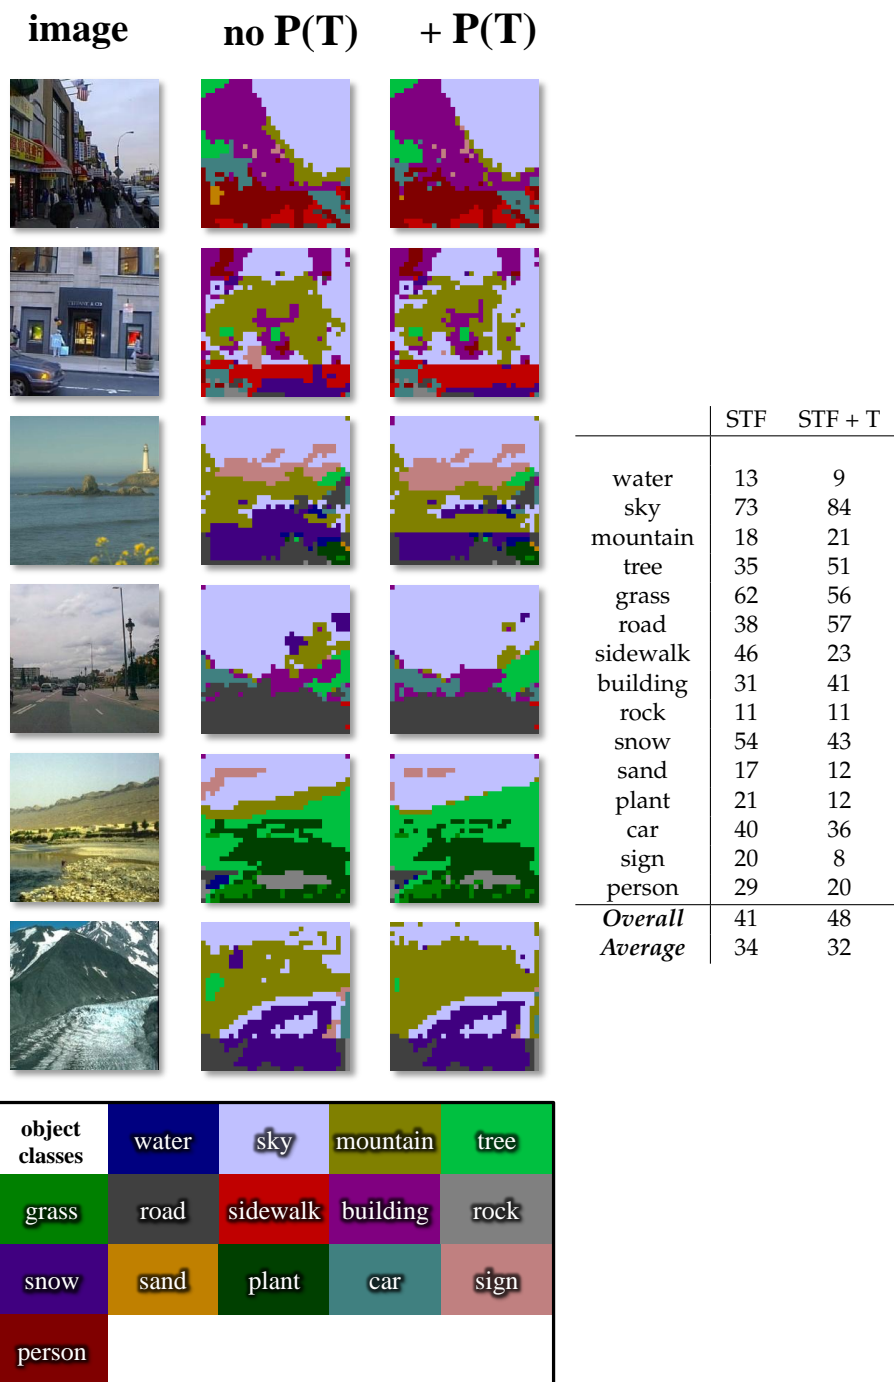 image no P(T) + P(T)
STF STF + T
water 13 9
sky 73 84
mountain 18 21
tree 35 51
grass 62 56
road 38 57
sidewalk 46 23
building 31 41
rock 11 11
snow 54 43
sand 17 12
plant 21 12
car 40 36
sign 20 8
person 29 20
Overall 41 48
Average 34 32
object classes water sky mountain tree
grass road sidewalk building rock
snow sand plant car sign
person